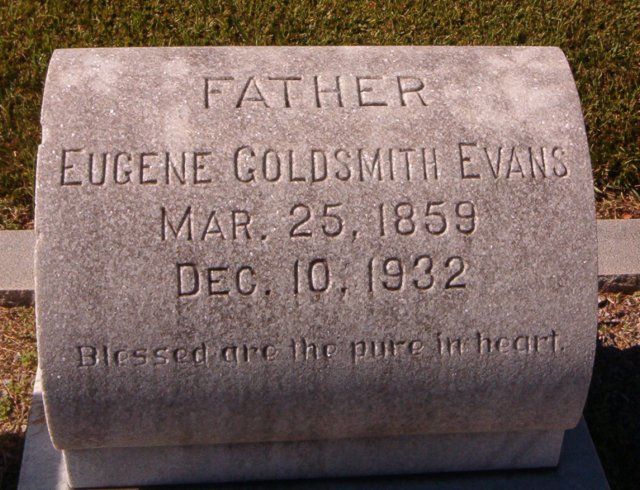 FATHER
EUGENE GOLDSMITH EVANS
MAR. 25, 1859
DEC. 10, 1932
Blessed are the pure in heart.